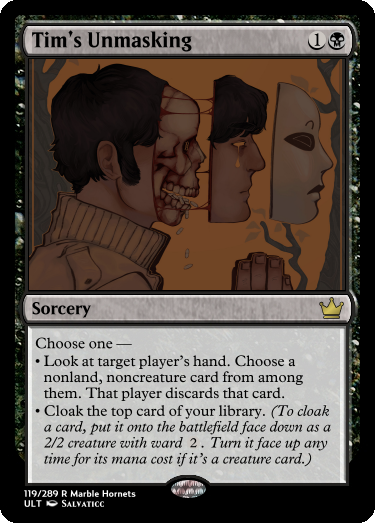 Tim's Unmasking 1
Sorcery
Choose one —
• Look at target player's hand. Choose a
nonland, noncreature card from among
them. That player discards that card.
• Cloak the top card of your library. (To cloak
a card, put it onto the battlefield face down as a
2/2 creature with ward 2 . Turn it face up any
time for its mana cost if it's a creature card.)
119/289 R Marble Hornets
ULT Salvaticc